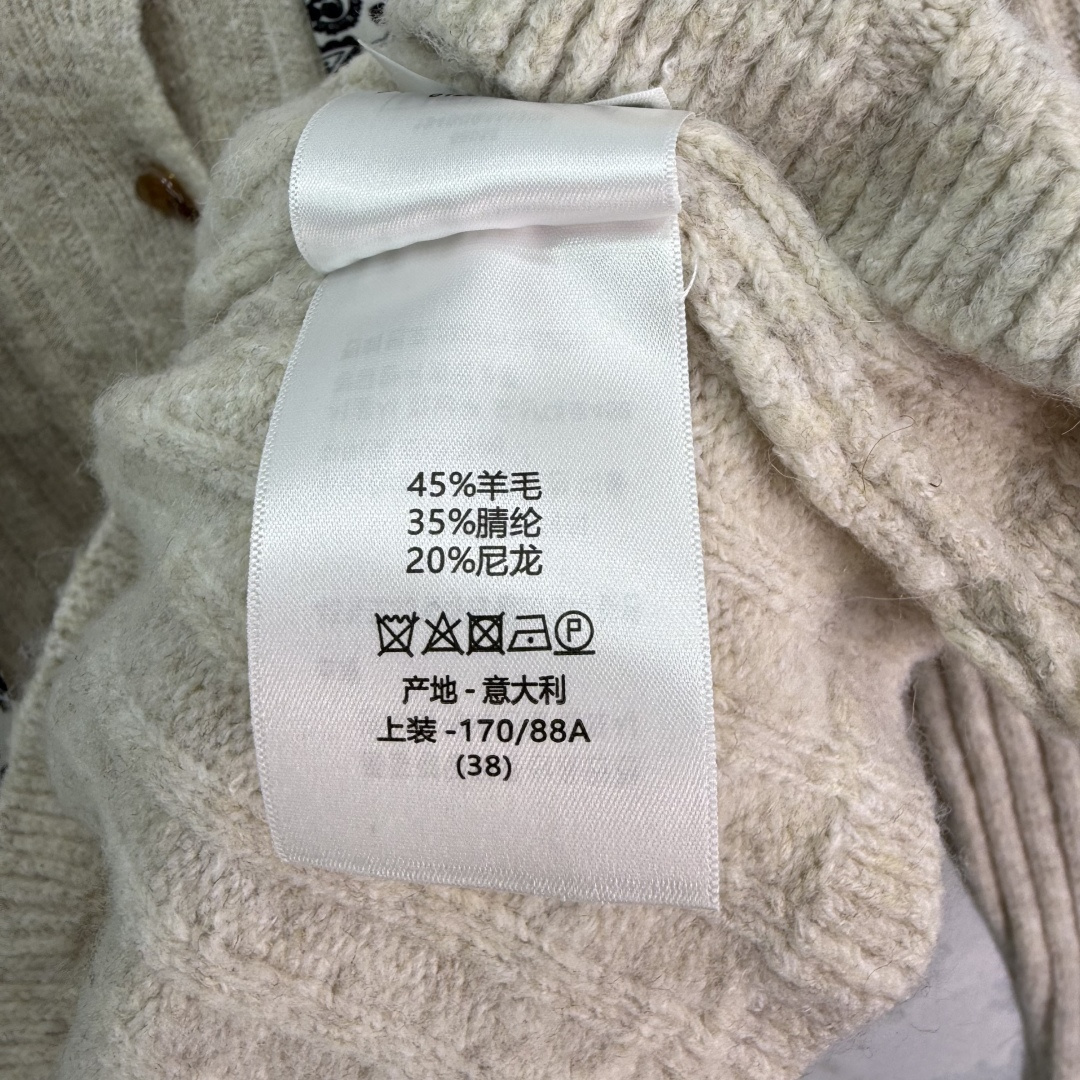 45%羊毛
35%腈纶
20%尼龙
P
产地 - 意大利
上装 -170/88A
(38)